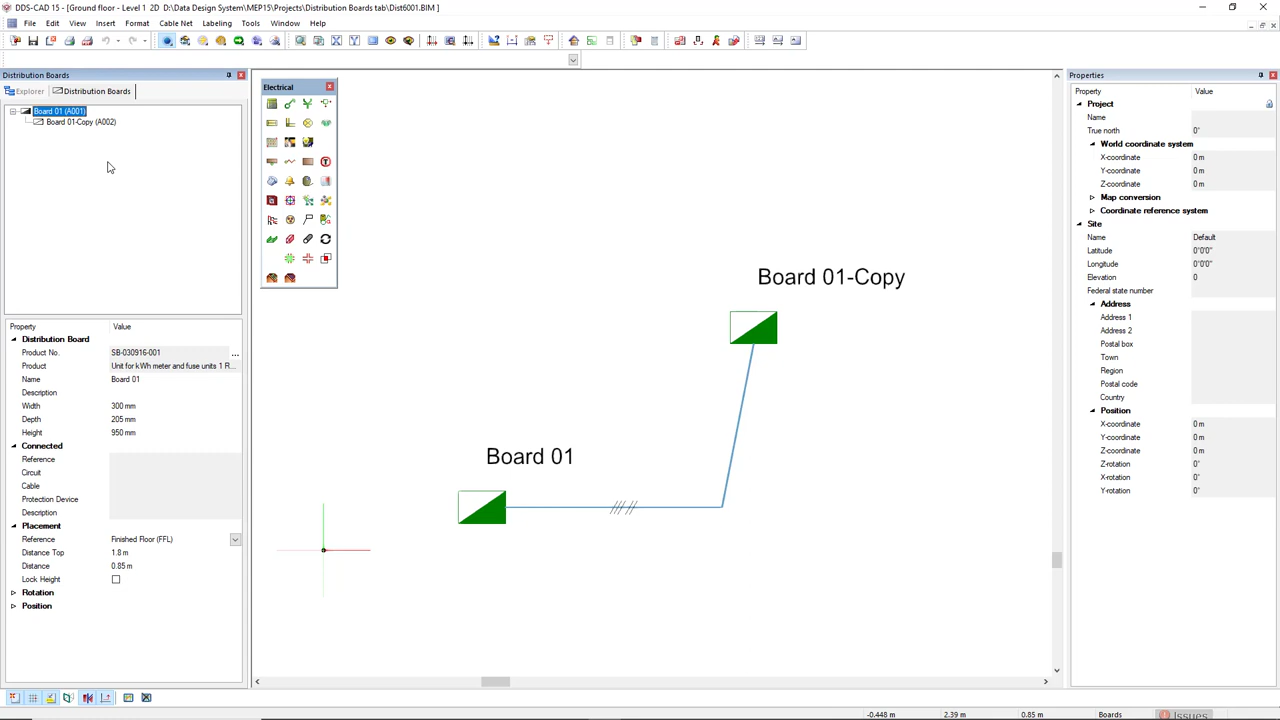 DDS-CAD 15 - [Ground floor - Level 1  2D  D:\Data Design System\MEP15\Projects\Distribution Boards tab\Dist6001.BIM ]
File Edit View Insert Format Cable Net Labeling Tools Window Help
Distribution Boards
Explorer Distribution Boards
Board 01 (A001)
Board 01-Copy (A002)
Property Value
Distribution Board
Product No. SB-030916-001 ...
Product Unit for kWh meter and fuse units 1 R...
Name Board 01
Description
Width 300 mm
Depth 205 mm
Height 950 mm
Connected
Reference
Circuit
Cable
Protection Device
Description
Placement
Reference Finished Floor (FFL)
Distance Top 1.8 m
Distance 0.85 m
Lock Height
Rotation
Position
Electrical
Board 01-Copy
Board 01
Properties
Property Value
Project
Name
True north 0°
World coordinate system
X-coordinate 0 m
Y-coordinate 0 m
Z-coordinate 0 m
Map conversion
Coordinate reference system
Site
Name Default
Latitude 0°0'0"
Longitude 0°0'0"
Elevation 0
Federal state number
Address
Address 1
Address 2
Postal box
Town
Region
Postal code
Country
Position
X-coordinate 0 m
Y-coordinate 0 m
Z-coordinate 0 m
Z-rotation 0°
X-rotation 0°
Y-rotation 0°
-0.448 m 2.39 m 0.85 m Boards Issues